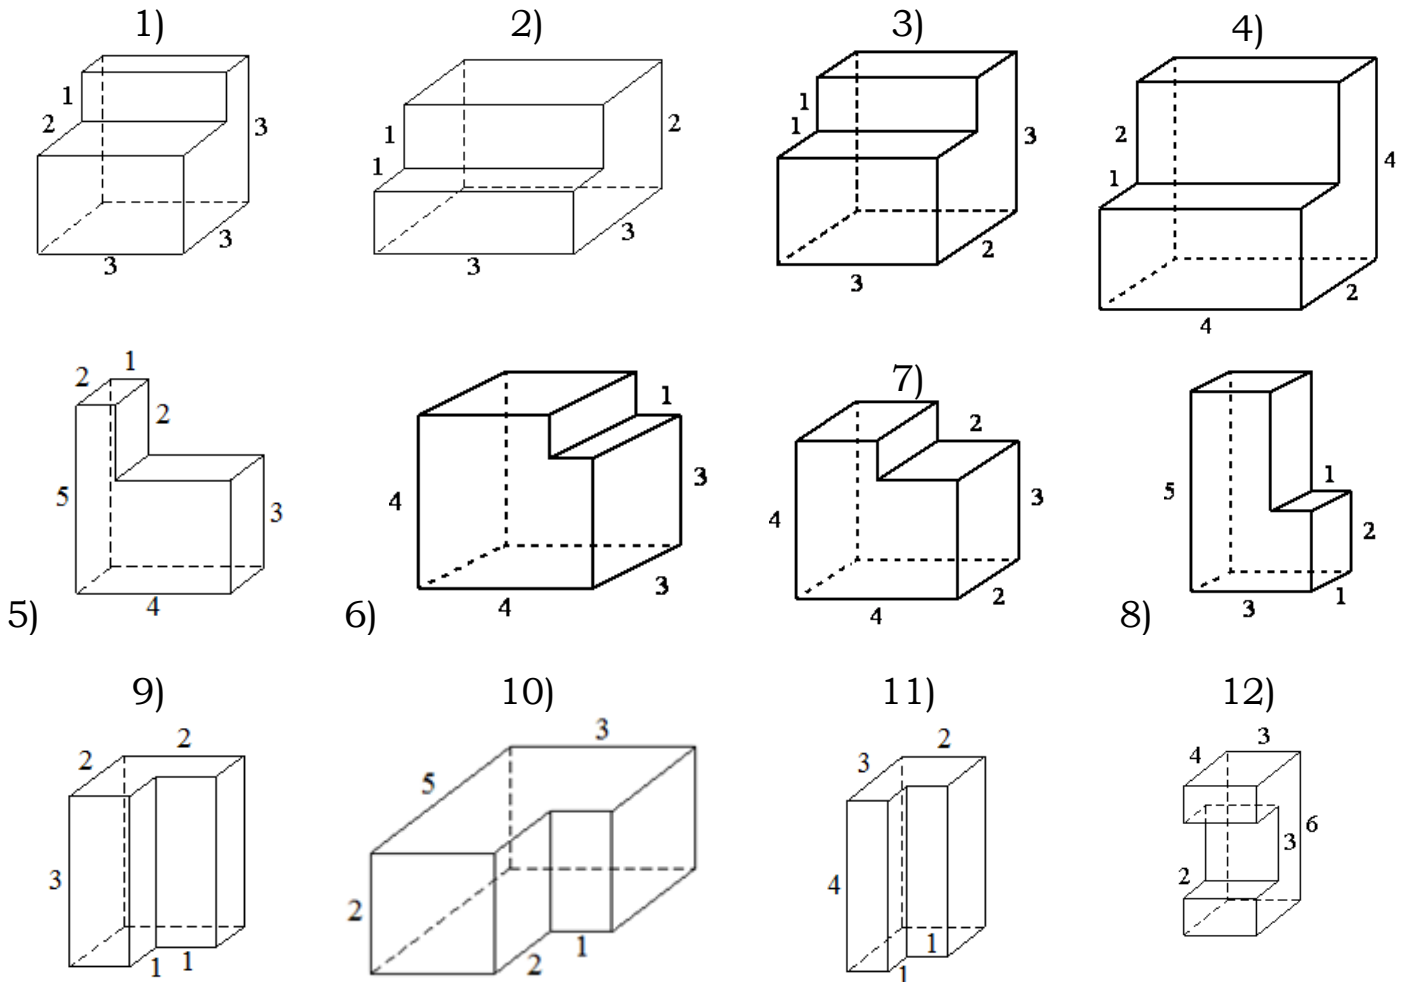 1) 2) 3) 4)
1 2 3 3 3
1 1 2 3 3
1 1 3 2 3
2 1 4 2 4
7)
2 1 2 5 3 4
1 4 3 3 4
2 4 3 2 4
5 1 2 1 3
5) 6) 8)
9) 10) 11) 12)
2 2 3 1 1
3 5 2 2 1
2 3 4 1 1
3 4 6 3 2